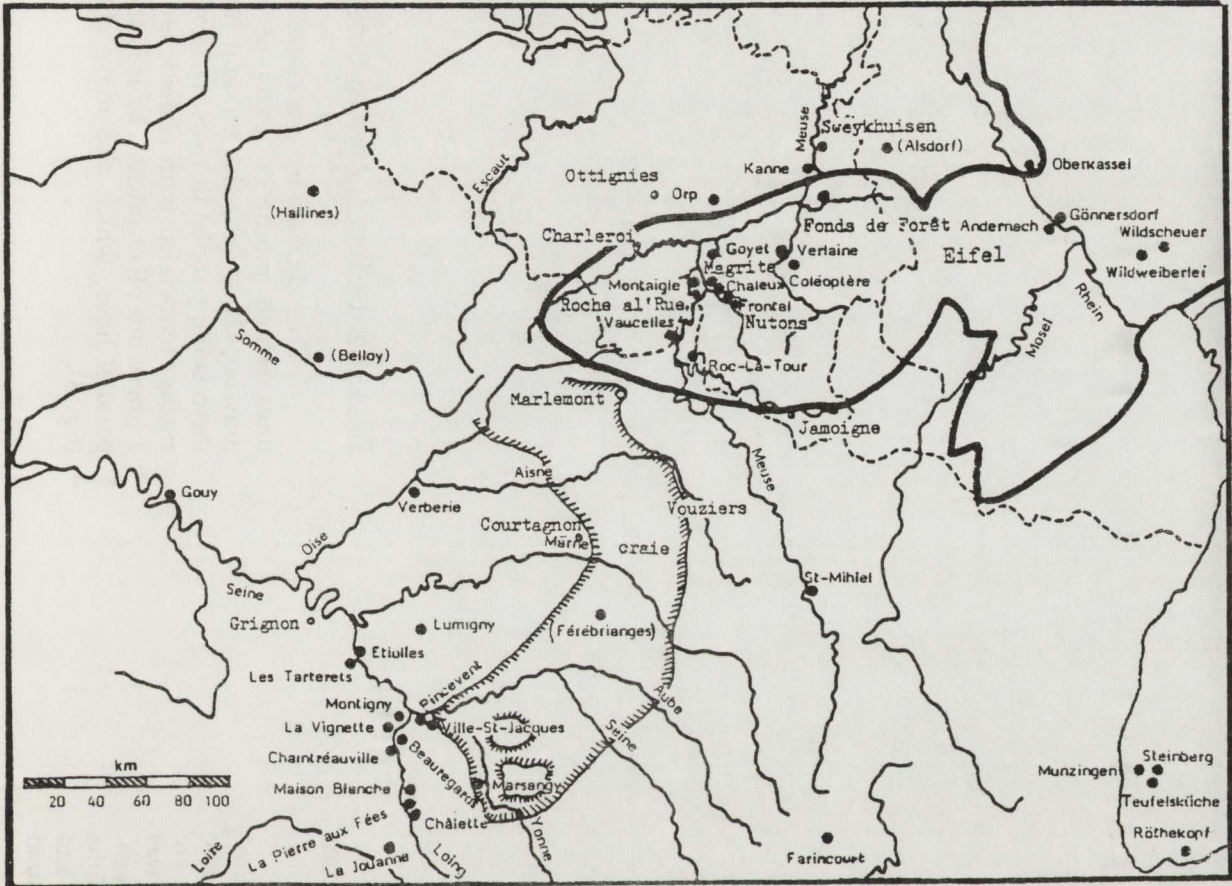 Meuse
Sweykhuisen
(Alsdorf)
Kanne
Oberkassel
Escaut
Ottignies
Orp
(Hallines)
Fonds de Forêt
Andernach
Gönnersdorf
Wildscheuer
Charleroi
Goyet
Verlaine
Eifel
Wildweiberlei
Magrite
Montaigle
Chaleux
Coléoptère
Rhein
Roche al'Rue
Frontal
Nutons
Vaucelles
Mosel
Somme
(Belloy)
Roc-La-Tour
Marlemont
Jamoigne
Meuse
Aisne
Gouy
Verberie
Vouziers
Courtagnon
Marne
craie
Oise
St-Mihiel
Seine
Grignon
Lumigny
(Férébrianges)
Etiolles
Les Tarterets
Pincevent
Montigny
Aube
La Vignette
Ville-St-Jacques
Seine
Chaintréauville
Beauregards
km
Munzingen
Steinberg
20 40 60 80 100
Maison Blanche
Marsangy
Teufelsküche
Châlette
Yonne
Röthekopf
La Pierre aux Fées
Loire
La Jouanne
Loing
Farincourt